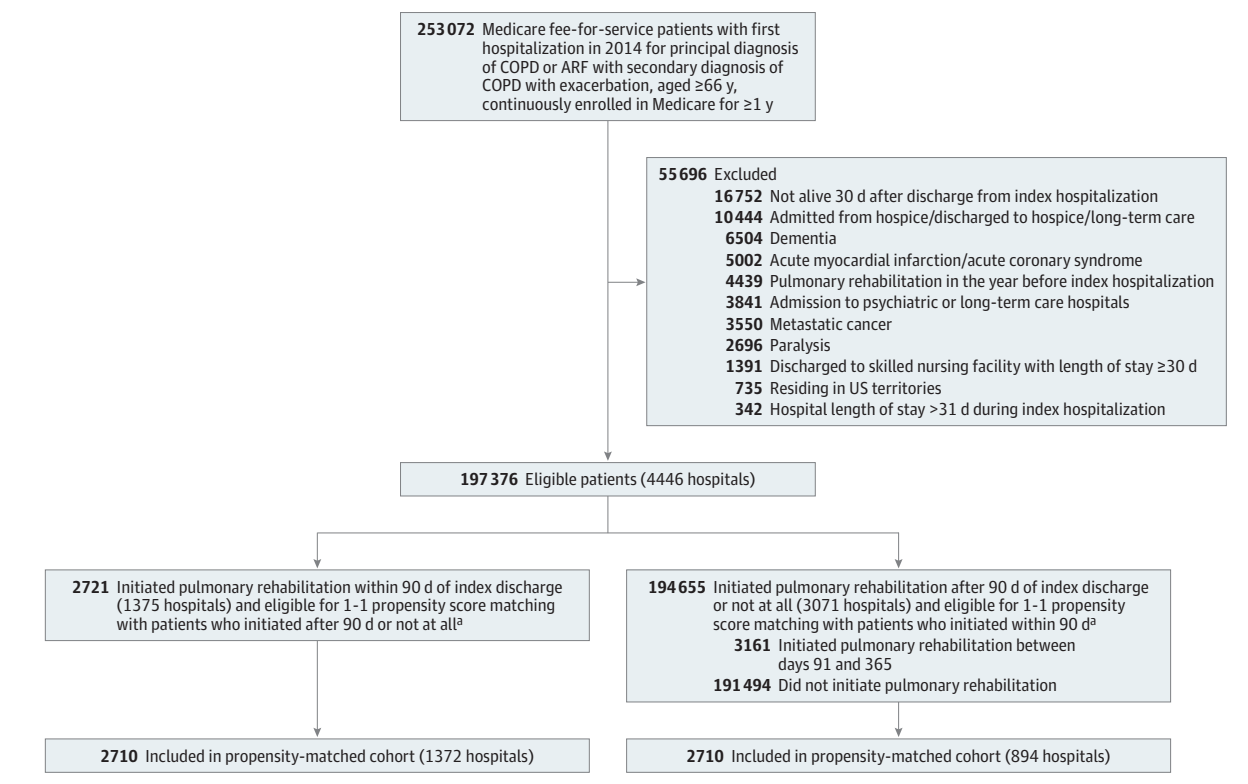 253 072 Medicare fee-for-service patients with first
hospitalization in 2014 for principal diagnosis
of COPD or ARF with secondary diagnosis of
COPD with exacerbation, aged ≥66 y,
continuously enrolled in Medicare for ≥1 y
55 696 Excluded
16 752 Not alive 30 d after discharge from index hospitalization
10 444 Admitted from hospice/discharged to hospice/long-term care
6504 Dementia
5002 Acute myocardial infarction/acute coronary syndrome
4439 Pulmonary rehabilitation in the year before index hospitalization
3841 Admission to psychiatric or long-term care hospitals
3550 Metastatic cancer
2696 Paralysis
1391 Discharged to skilled nursing facility with length of stay ≥30 d
735 Residing in US territories
342 Hospital length of stay >31 d during index hospitalization
197 376 Eligible patients (4446 hospitals)
2721 Initiated pulmonary rehabilitation within 90 d of index discharge
(1375 hospitals) and eligible for 1-1 propensity score matching
with patients who initiated after 90 d or not at allᵃ
194 655 Initiated pulmonary rehabilitation after 90 d of index discharge
or not at all (3071 hospitals) and eligible for 1-1 propensity
score matching with patients who initiated within 90 dᵃ
3161 Initiated pulmonary rehabilitation between
days 91 and 365
191 494 Did not initiate pulmonary rehabilitation
2710 Included in propensity-matched cohort (1372 hospitals)
2710 Included in propensity-matched cohort (894 hospitals)